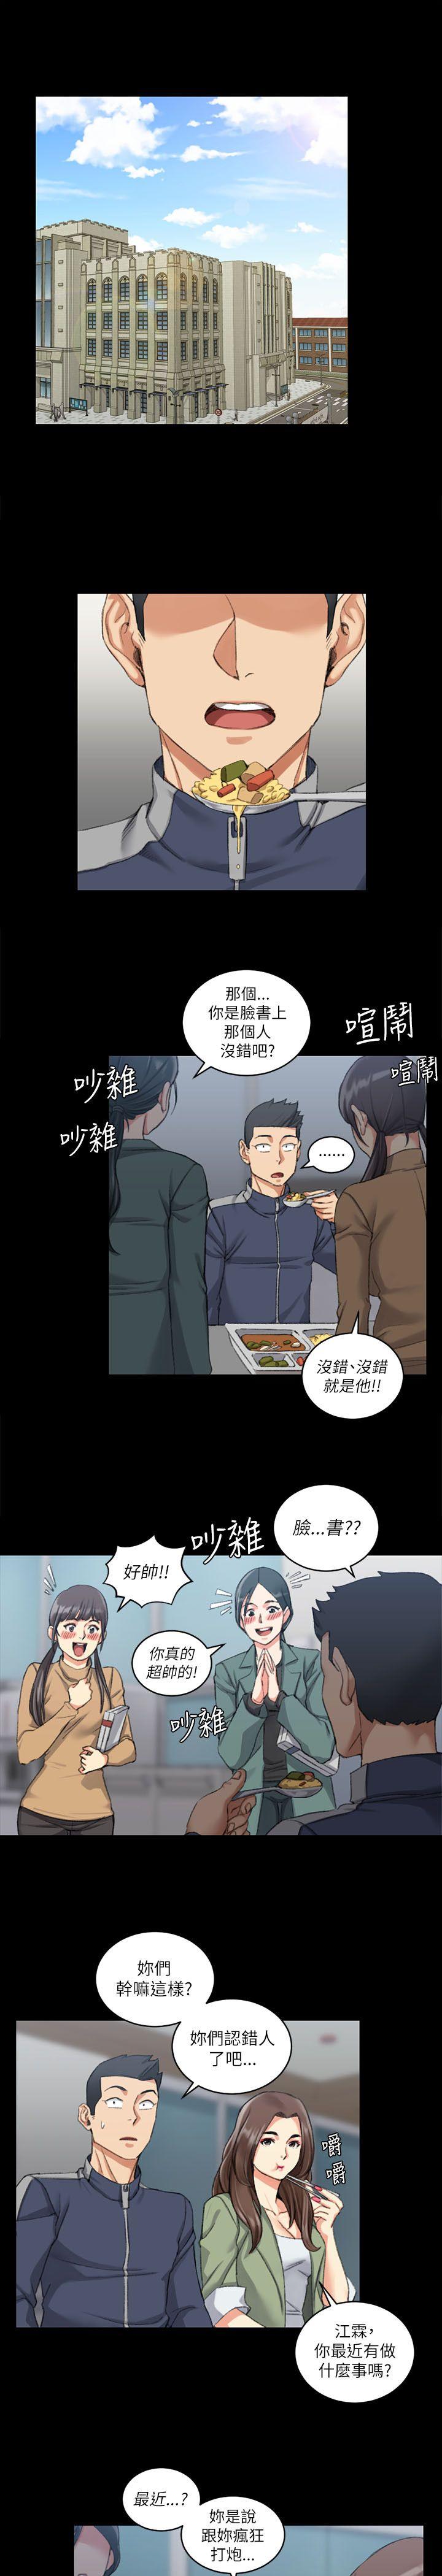 那個...
你是臉書上
那個人
沒錯吧?
喧鬧
喧鬧
吵雜
吵雜
......
沒錯、沒錯
就是他!!
臉...書??
吵雜
好帥!!
你真的
超帥的!
吵雜
妳們
幹嘛這樣?
妳們認錯人
了吧...
嚼
嚼
江霖,
你最近有做
什麼事嗎?
最近...?
妳是說
跟妳瘋狂
打炮...